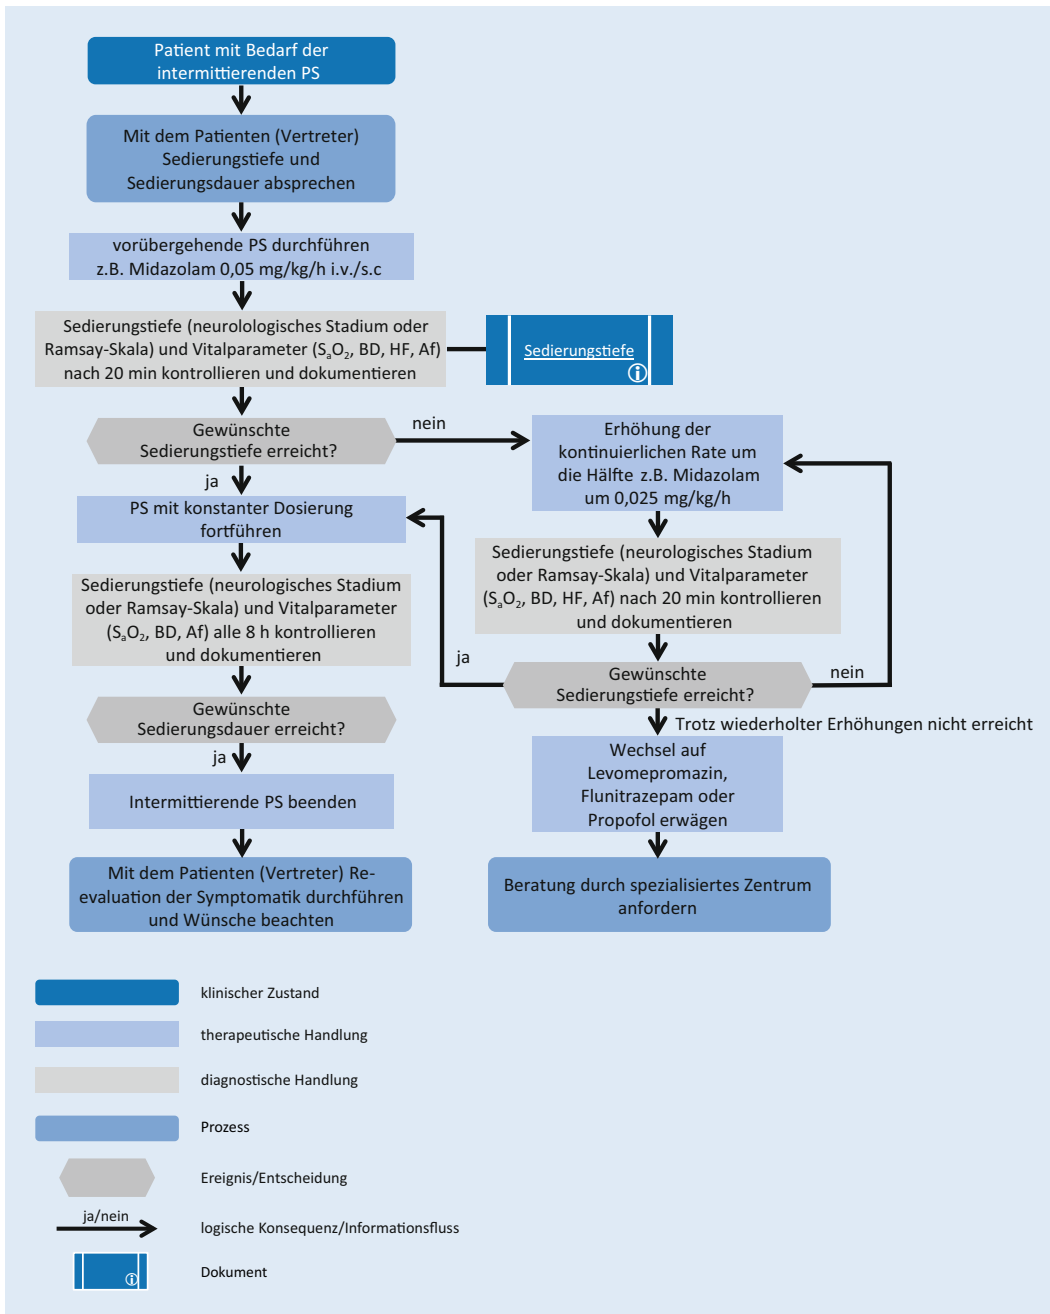 Patient mit Bedarf der
intermittierenden PS
Mit dem Patienten (Vertreter)
Sedierungstiefe und
Sedierungsdauer absprechen
vorübergehende PS durchführen
z.B. Midazolam 0,05 mg/kg/h i.v./s.c
Sedierungstiefe (neurolologisches Stadium oder
Ramsay-Skala) und Vitalparameter (SₐO₂, BD, HF, Af)
nach 20 min kontrollieren und dokumentieren
Sedierungstiefe
Gewünschte
Sedierungstiefe erreicht?
nein
ja
Erhöhung der
kontinuierlichen Rate um
die Hälfte z.B. Midazolam
um 0,025 mg/kg/h
PS mit konstanter Dosierung
fortführen
Sedierungstiefe (neurologisches Stadium
oder Ramsay-Skala) und Vitalparameter
(SₐO₂, BD, HF, Af) nach 20 min kontrollieren
und dokumentieren
Sedierungstiefe (neurologisches Stadium
oder Ramsay-Skala) und Vitalparameter
(SₐO₂, BD, Af) alle 8 h kontrollieren
und dokumentieren
ja
Gewünschte
Sedierungstiefe erreicht?
nein
Gewünschte
Sedierungsdauer erreicht?
Trotz wiederholter Erhöhungen nicht erreicht
ja
Wechsel auf
Levomepromazin,
Flunitrazepam oder
Propofol erwägen
Intermittierende PS beenden
Mit dem Patienten (Vertreter) Re-
evaluation der Symptomatik durchführen
und Wünsche beachten
Beratung durch spezialisiertes Zentrum
anfordern
klinischer Zustand
therapeutische Handlung
diagnostische Handlung
Prozess
Ereignis/Entscheidung
ja/nein
logische Konsequenz/Informationsfluss
Dokument